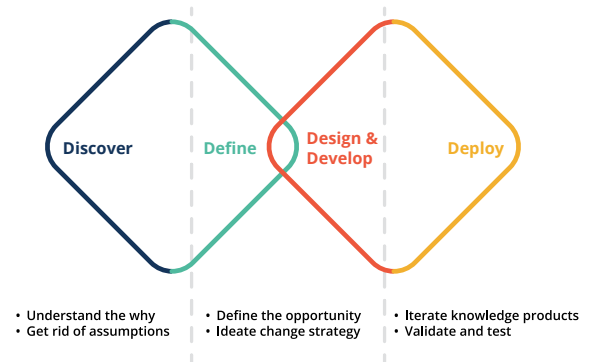 Discover
Define
Design &
Develop
Deploy
• Understand the why
• Get rid of assumptions
• Define the opportunity
• Ideate change strategy
• Iterate knowledge products
• Validate and test